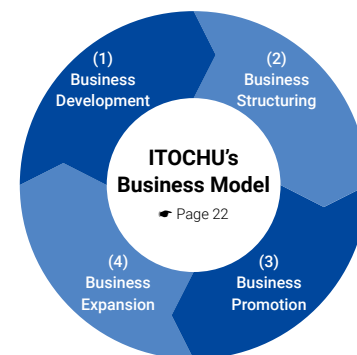 (1)
Business
Development
(2)
Business
Structuring
ITOCHU's
Business Model
☛ Page 22
(4)
Business
Expansion
(3)
Business
Promotion